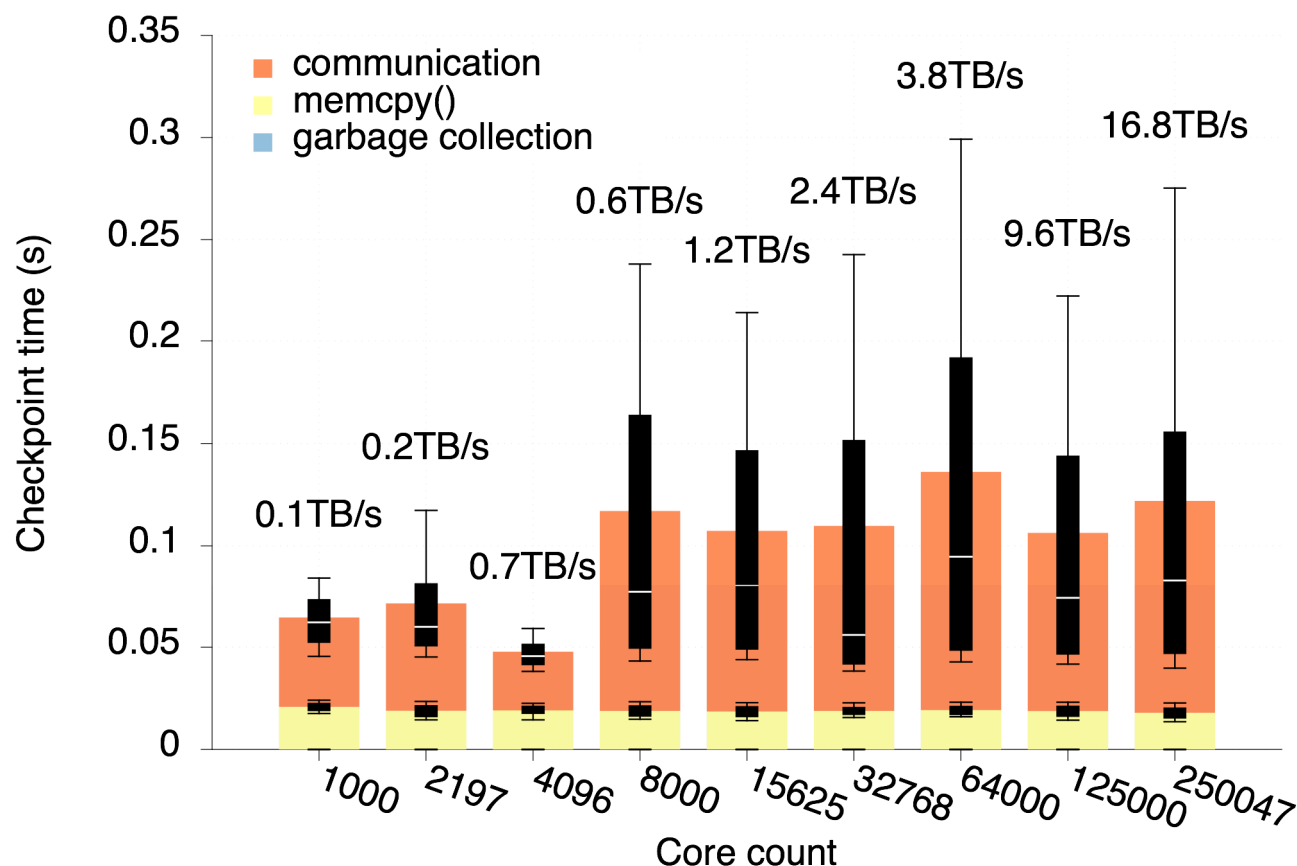 0.35
0.3
0.25
0.2
0.15
0.1
0.05
0
Checkpoint time (s)
communication
memcpy()
garbage collection
0.1TB/s
0.2TB/s
0.7TB/s
0.6TB/s
1.2TB/s
2.4TB/s
3.8TB/s
9.6TB/s
16.8TB/s
1000
2197
4096
8000
15625
32768
64000
125000
250047
Core count